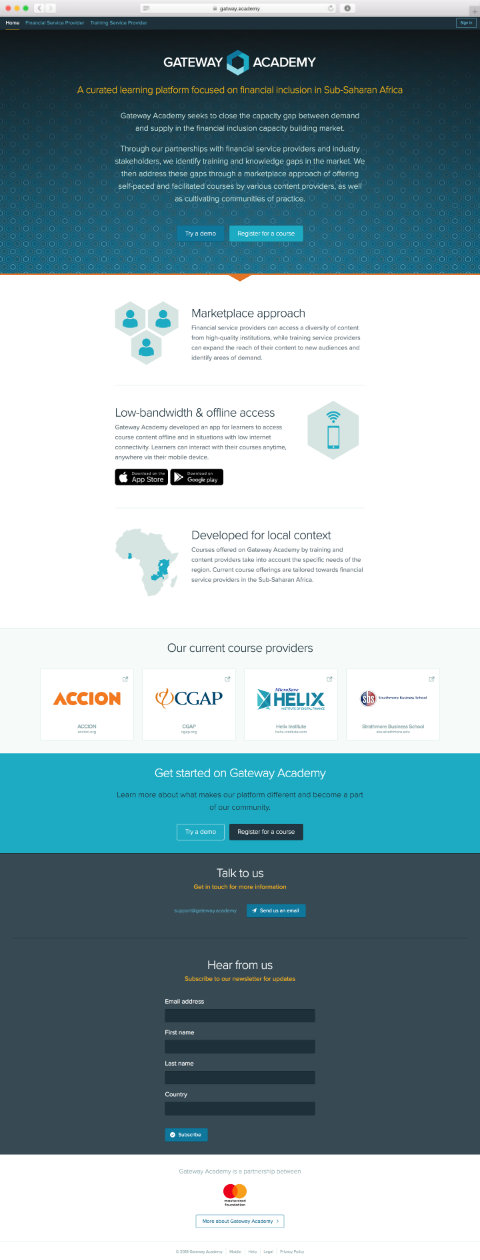 gatway.academy
Home Financial Service Provider Training Service Provider Sign in
GATEWAY ACADEMY
A curated learning platform focused on financial inclusion in Sub-Saharan Africa
Gateway Academy seeks to close the capacity gap between demand
and supply in the financial inclusion capacity building market.
Through our partnerships with financial service providers and industry
stakeholders, we identify training and knowledge gaps in the market. We
then address these gaps through a marketplace approach of offering
self-paced and facilitated courses by various content providers, as well
as cultivating communities of practice.
Try a demo Register for a course
Marketplace approach
Financial service providers can access a diversity of content
from high-quality institutions, while training service providers
can expand the reach of their content to new audiences and
identify areas of demand.
Low-bandwidth & offline access
Gateway Academy developed an app for learners to access
course content offline and in situations with low internet
connectivity. Learners can interact with their courses anytime,
anywhere via their mobile device.
Download on the
App Store
Download on
Google play
Developed for local context
Courses offered on Gateway Academy by training and
content providers take into account the specific needs of the
region. Current course offerings are tailored towards financial
service providers in the Sub-Saharan Africa.
Our current course providers
ACCION
ACCION
accion.org
CGAP
CGAP
cgap.org
MicroSave
HELIX
INSTITUTE OF DIGITAL FINANCE
Helix Institute
helix-institute.com
SBS Strathmore Business School
Strathmore Business School
sbs.strathmore.edu
Get started on Gateway Academy
Learn more about what makes our platform different and become a part
of our community.
Try a demo Register for a course
Talk to us
Get in touch for more information
support@gateway.academy Send us an email
Hear from us
Subscribe to our newsletter for updates
Email address
First name
Last name
Country
Subscribe
Gateway Academy is a partnership between
mastercard
foundation
More about Gateway Academy
Gateway Academy Help Legal Privacy Policy